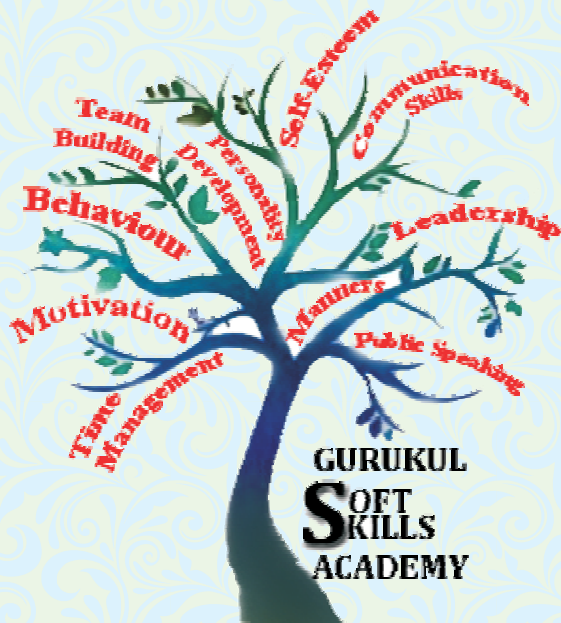 Self-Esteem
Communication
Skills
Team
Building
Personality
Development
Behaviour
Leadership
Motivation
Manners
Public Speaking
Time
Management
GURUKUL
SOFT
SKILLS
ACADEMY